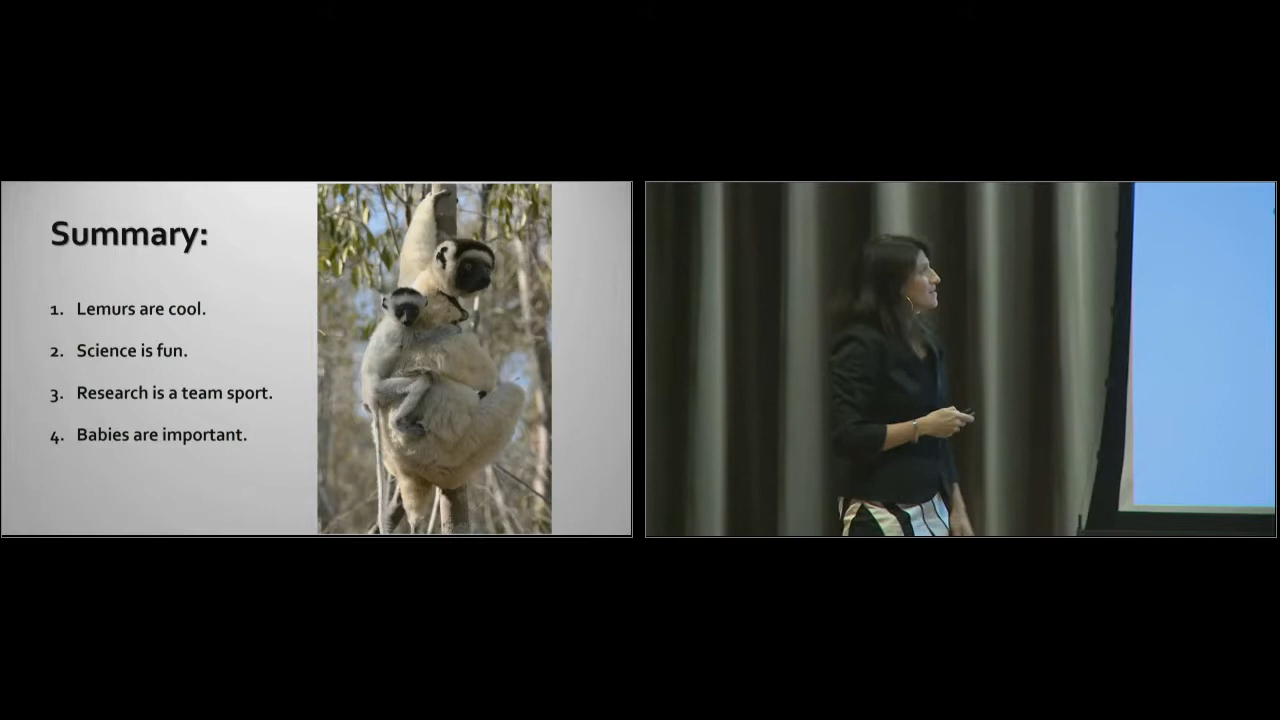 Summary:
1. Lemurs are cool.
2. Science is fun.
3. Research is a team sport.
4. Babies are important.